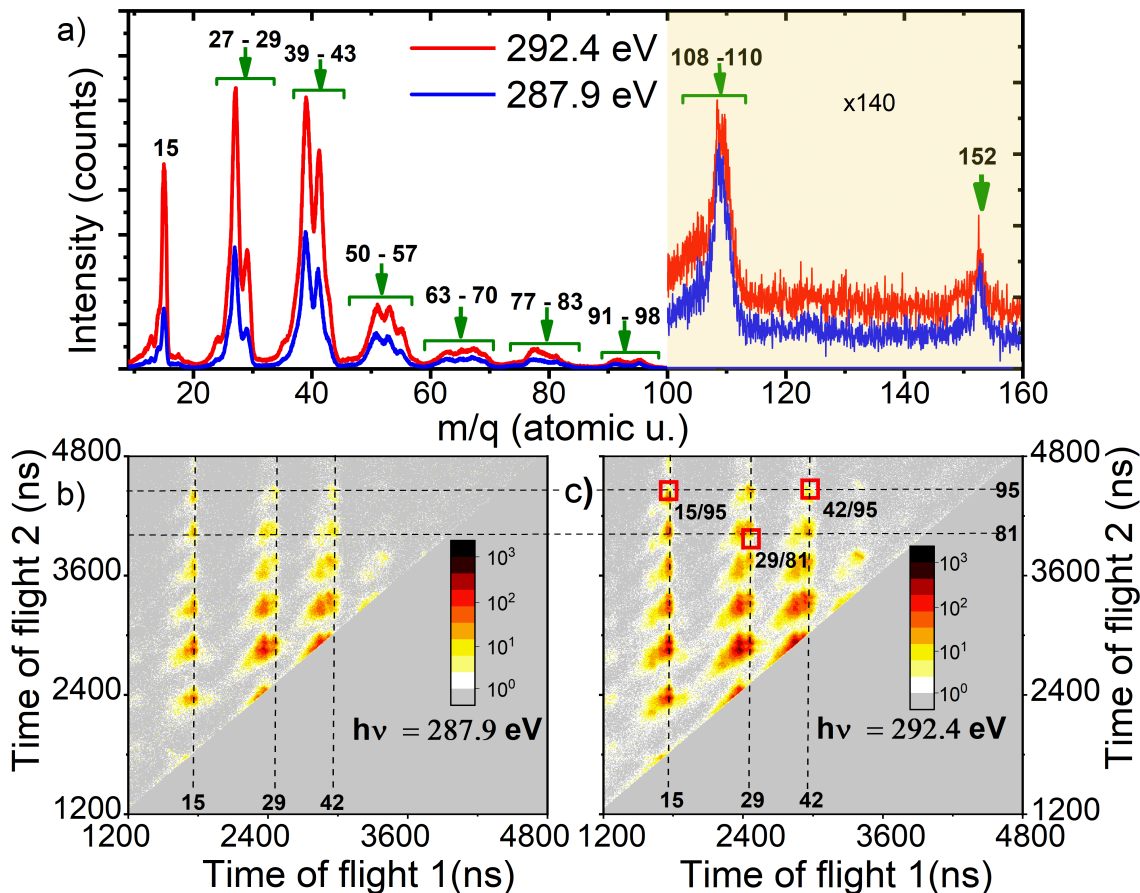 a)
27 - 29
39 - 43
292.4 eV
287.9 eV
108 -110
x140
15
152
50 - 57
63 - 70
77 - 83
91 - 98
Intensity (counts)
20 40 60 80 100 120 140 160
m/q (atomic u.)
b)
4800
3600
2400
1200
Time of flight 2 (ns)
10³
10²
10¹
10⁰
hν = 287.9 eV
15 29 42
1200 2400 3600 4800
Time of flight 1(ns)
c)
15/95
42/95
29/81
95
81
10³
10²
10¹
10⁰
hν = 292.4 eV
15 29 42
1200 2400 3600 4800
Time of flight 1(ns)
4800
3600
2400
1200
Time of flight 2 (ns)